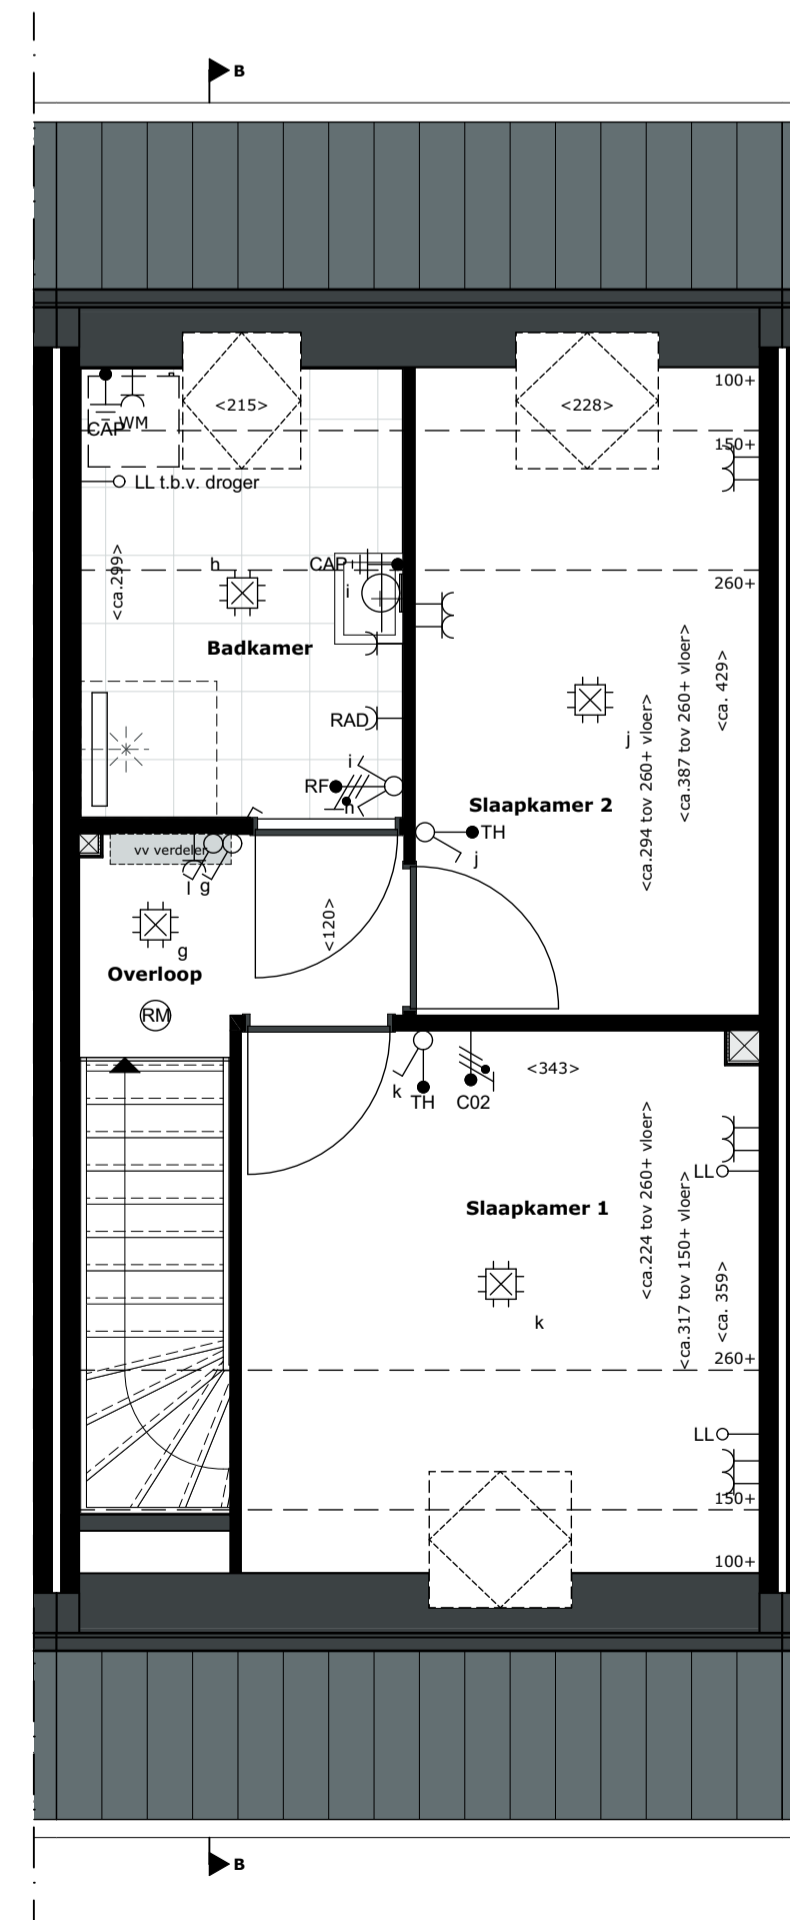 B
<215>
<228>
100+
CAP
WM
150+
LL t.b.v. droger
<ca.299>
h
CAP
i
260+
Badkamer
RAD
j
<ca.294 tov 260+ vloer>
<ca.387 tov 260+ vloer>
<ca. 429>
i
RF
h
Slaapkamer 2
TH
j
vv verdeler
l
g
<120>
g
Overloop
RM
k
TH
C02
<343>
LL
Slaapkamer 1
<ca.224 tov 260+ vloer>
<ca.317 tov 150+ vloer>
<ca. 359>
k
260+
LL
150+
100+
B